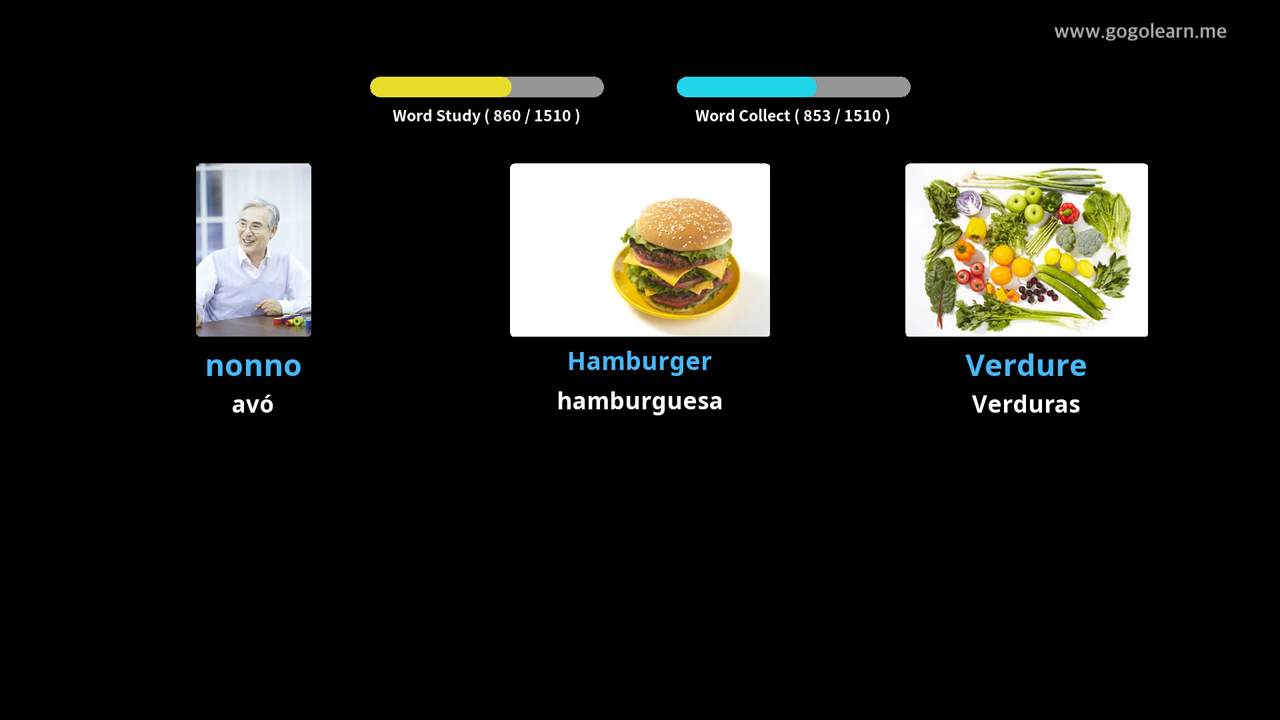 www.gogolearn.me
Word Study ( 860 / 1510 )
Word Collect ( 853 / 1510 )
nonno
avó
Hamburger
hamburguesa
Verdure
Verduras